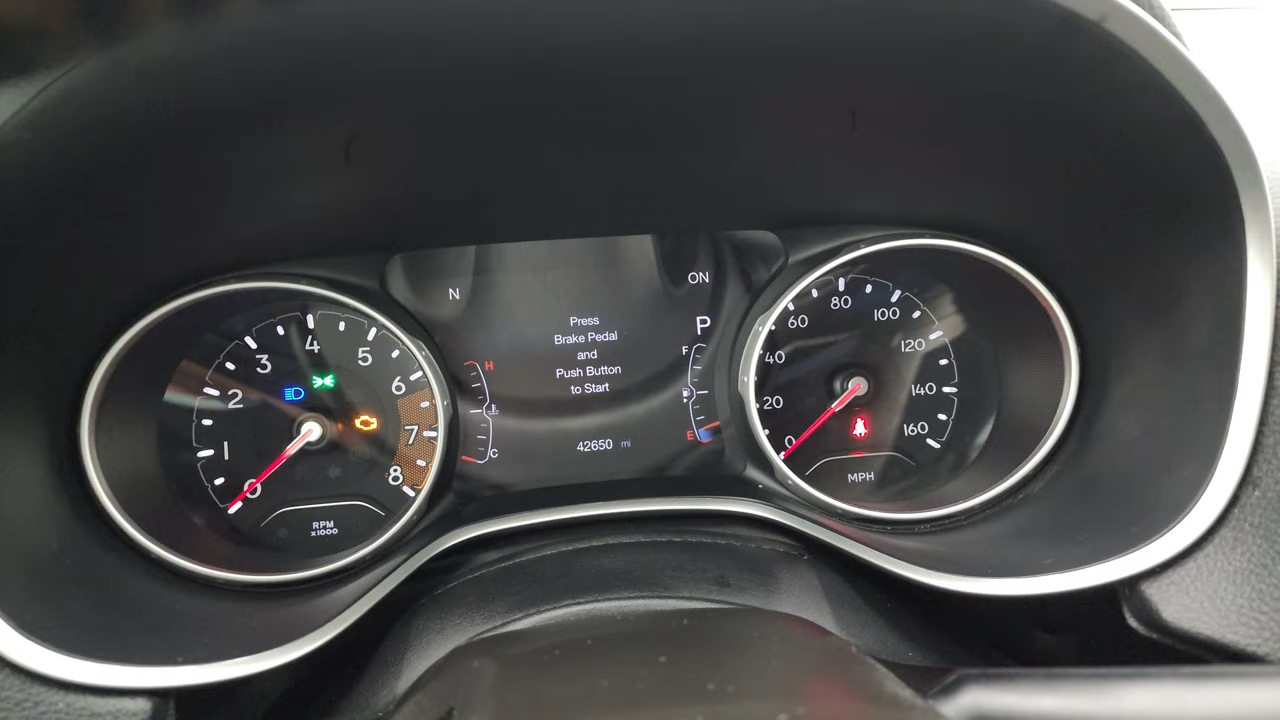 0
1
2
3
4
5
6
7
8
RPM
x1000
N
ON
Press
Brake Pedal
and
Push Button
to Start
P
H
C
F
E
42650 mi
0
20
40
60
80
100
120
140
160
MPH